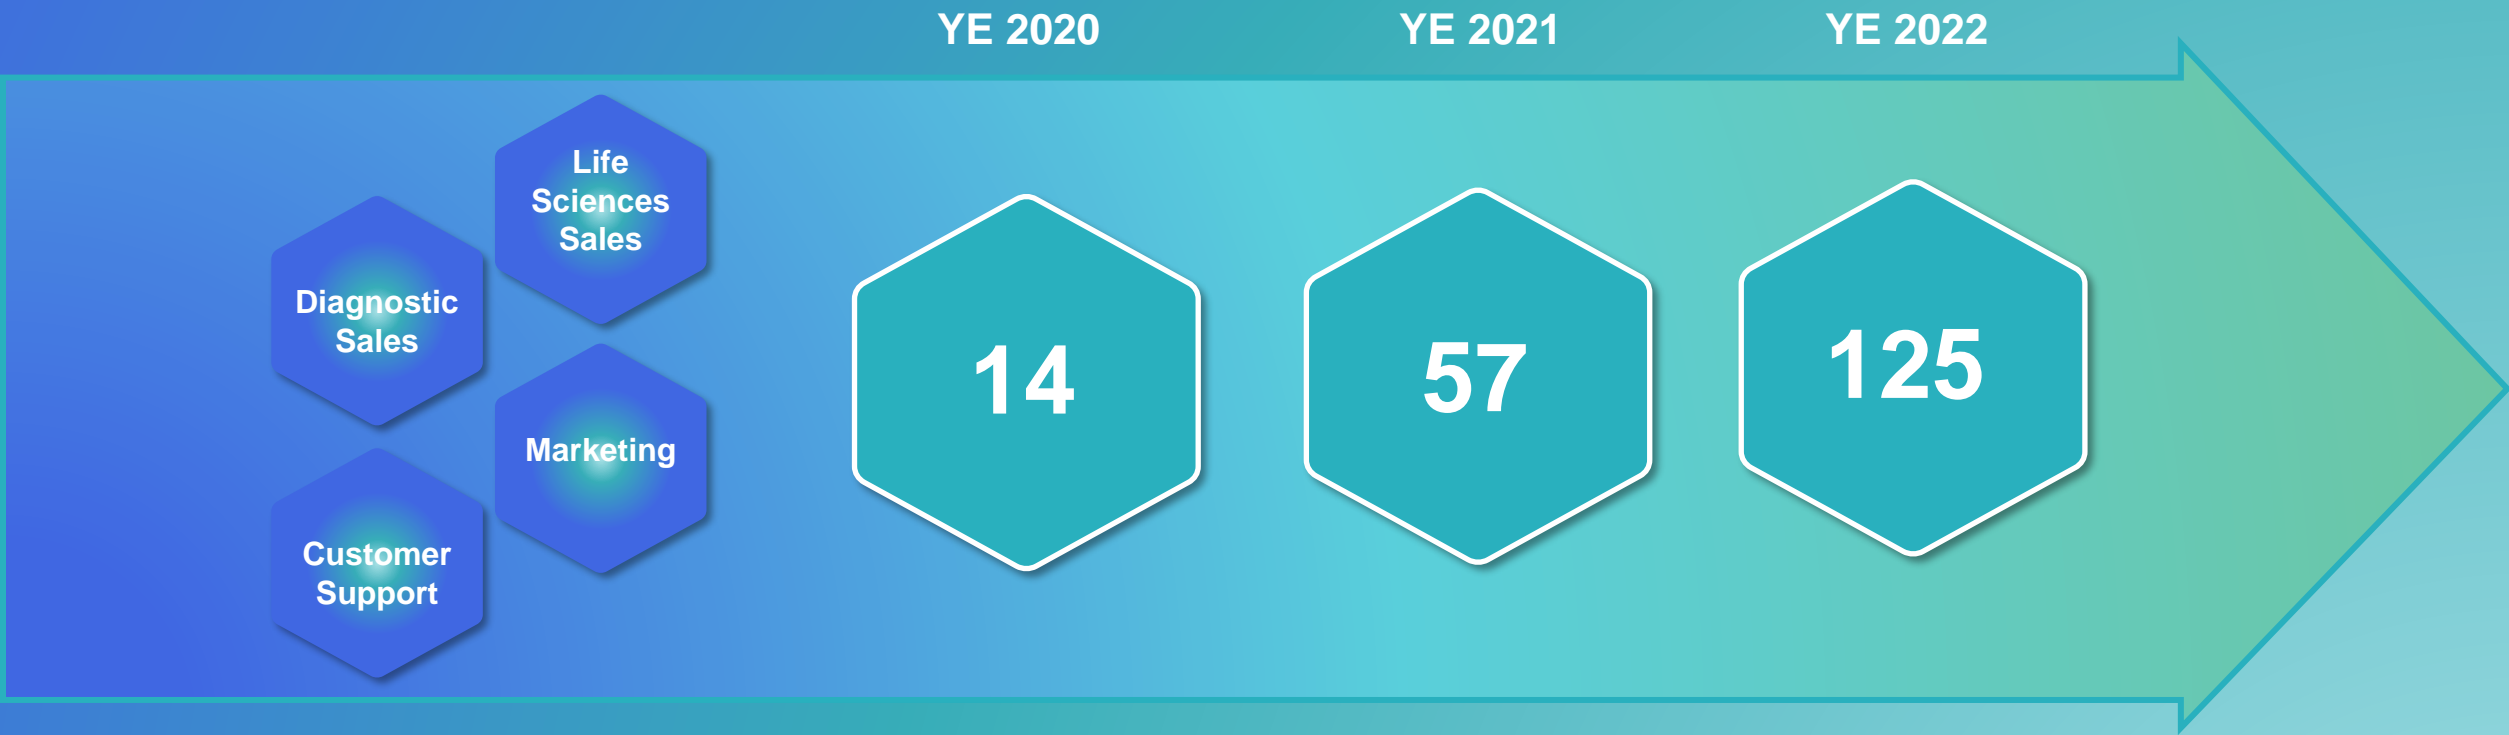 YE 2020
YE 2021
YE 2022
Life
Sciences
Sales
Diagnostic
Sales
Marketing
Customer
Support
14
57
125